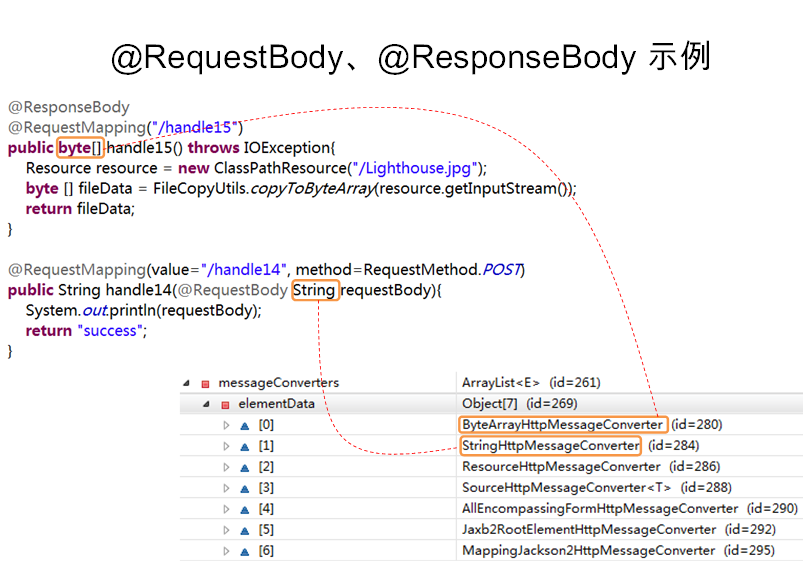 @RequestBody、@ResponseBody 示例
@ResponseBody
@RequestMapping("/handle15")
public byte[] handle15() throws IOException{
Resource resource = new ClassPathResource("/Lighthouse.jpg");
byte [] fileData = FileCopyUtils.copyToByteArray(resource.getInputStream());
return fileData;
}
@RequestMapping(value="/handle14", method=RequestMethod.POST)
public String handle14(@RequestBody String requestBody){
System.out.println(requestBody);
return "success";
}
messageConverters ArrayList<E> (id=261)
elementData Object[7] (id=269)
[0] ByteArrayHttpMessageConverter (id=280)
[1] StringHttpMessageConverter (id=284)
[2] ResourceHttpMessageConverter (id=286)
[3] SourceHttpMessageConverter<T> (id=288)
[4] AllEncompassingFormHttpMessageConverter (id=290)
[5] Jaxb2RootElementHttpMessageConverter (id=292)
[6] MappingJackson2HttpMessageConverter (id=295)